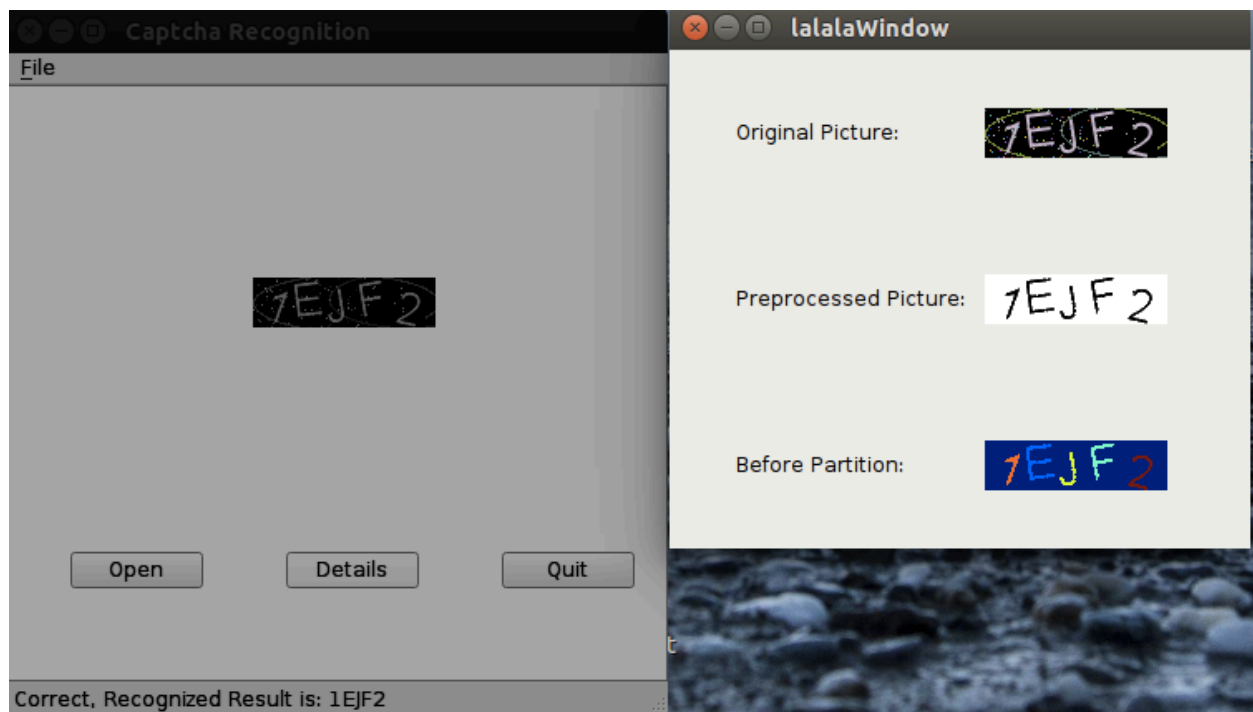 Captcha Recognition
File
1EJF2
Open Details Quit
Correct, Recognized Result is: 1EJF2
lalalaWindow
Original Picture: 1EJF2
Preprocessed Picture: 1EJF2
Before Partition: 1EJF2
t